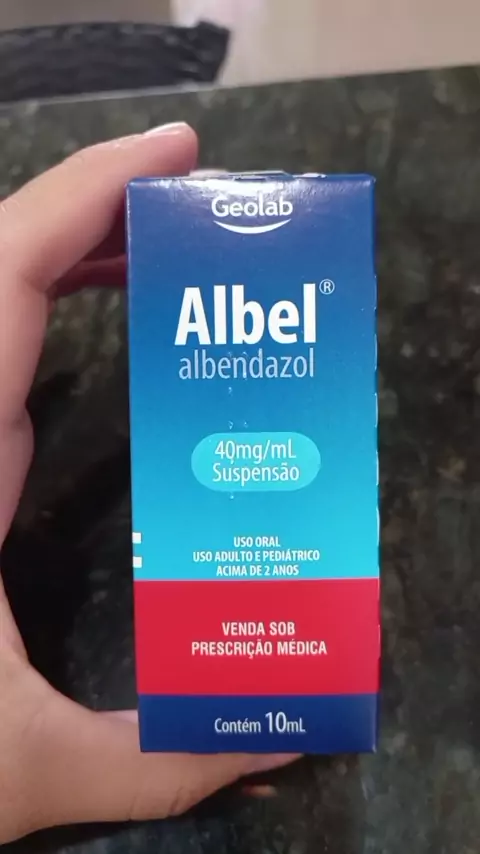 Geolab
Albel®
albendazol
40mg/mL
Suspensão
USO ORAL
USO ADULTO E PEDIÁTRICO
ACIMA DE 2 ANOS
VENDA SOB
PRESCRIÇÃO MÉDICA
Contém 10mL